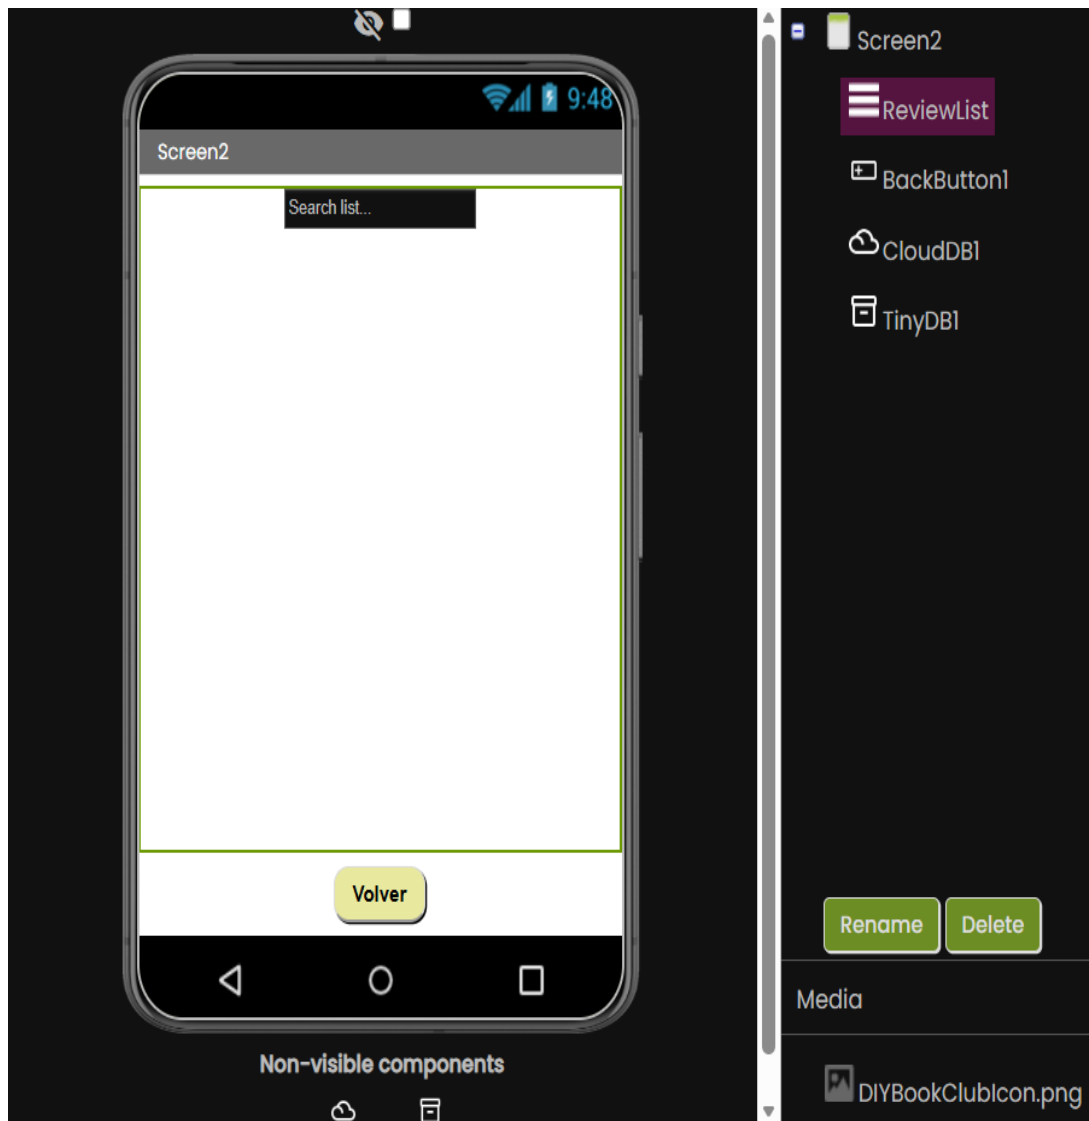 9:48
Screen2
Search list...
Volver
Non-visible components
Screen2
ReviewList
BackButton1
CloudDB1
TinyDB1
Rename
Delete
Media
DIYBookClubIcon.png